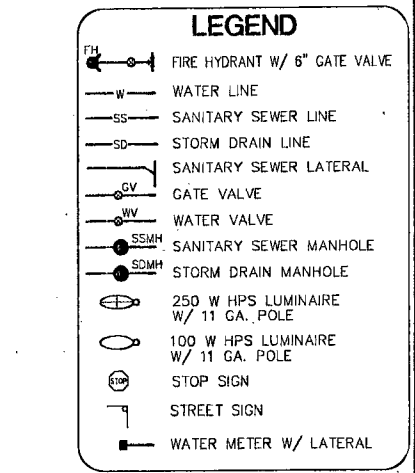 LEGEND
FH FIRE HYDRANT W/ 6" GATE VALVE
W WATER LINE
SS SANITARY SEWER LINE
SD STORM DRAIN LINE
SANITARY SEWER LATERAL
GV GATE VALVE
WV WATER VALVE
SSMH SANITARY SEWER MANHOLE
SDMH STORM DRAIN MANHOLE
250 W HPS LUMINAIRE
W/ 11 GA. POLE
100 W HPS LUMINAIRE
W/ 11 GA. POLE
STOP STOP SIGN
STREET SIGN
WATER METER W/ LATERAL